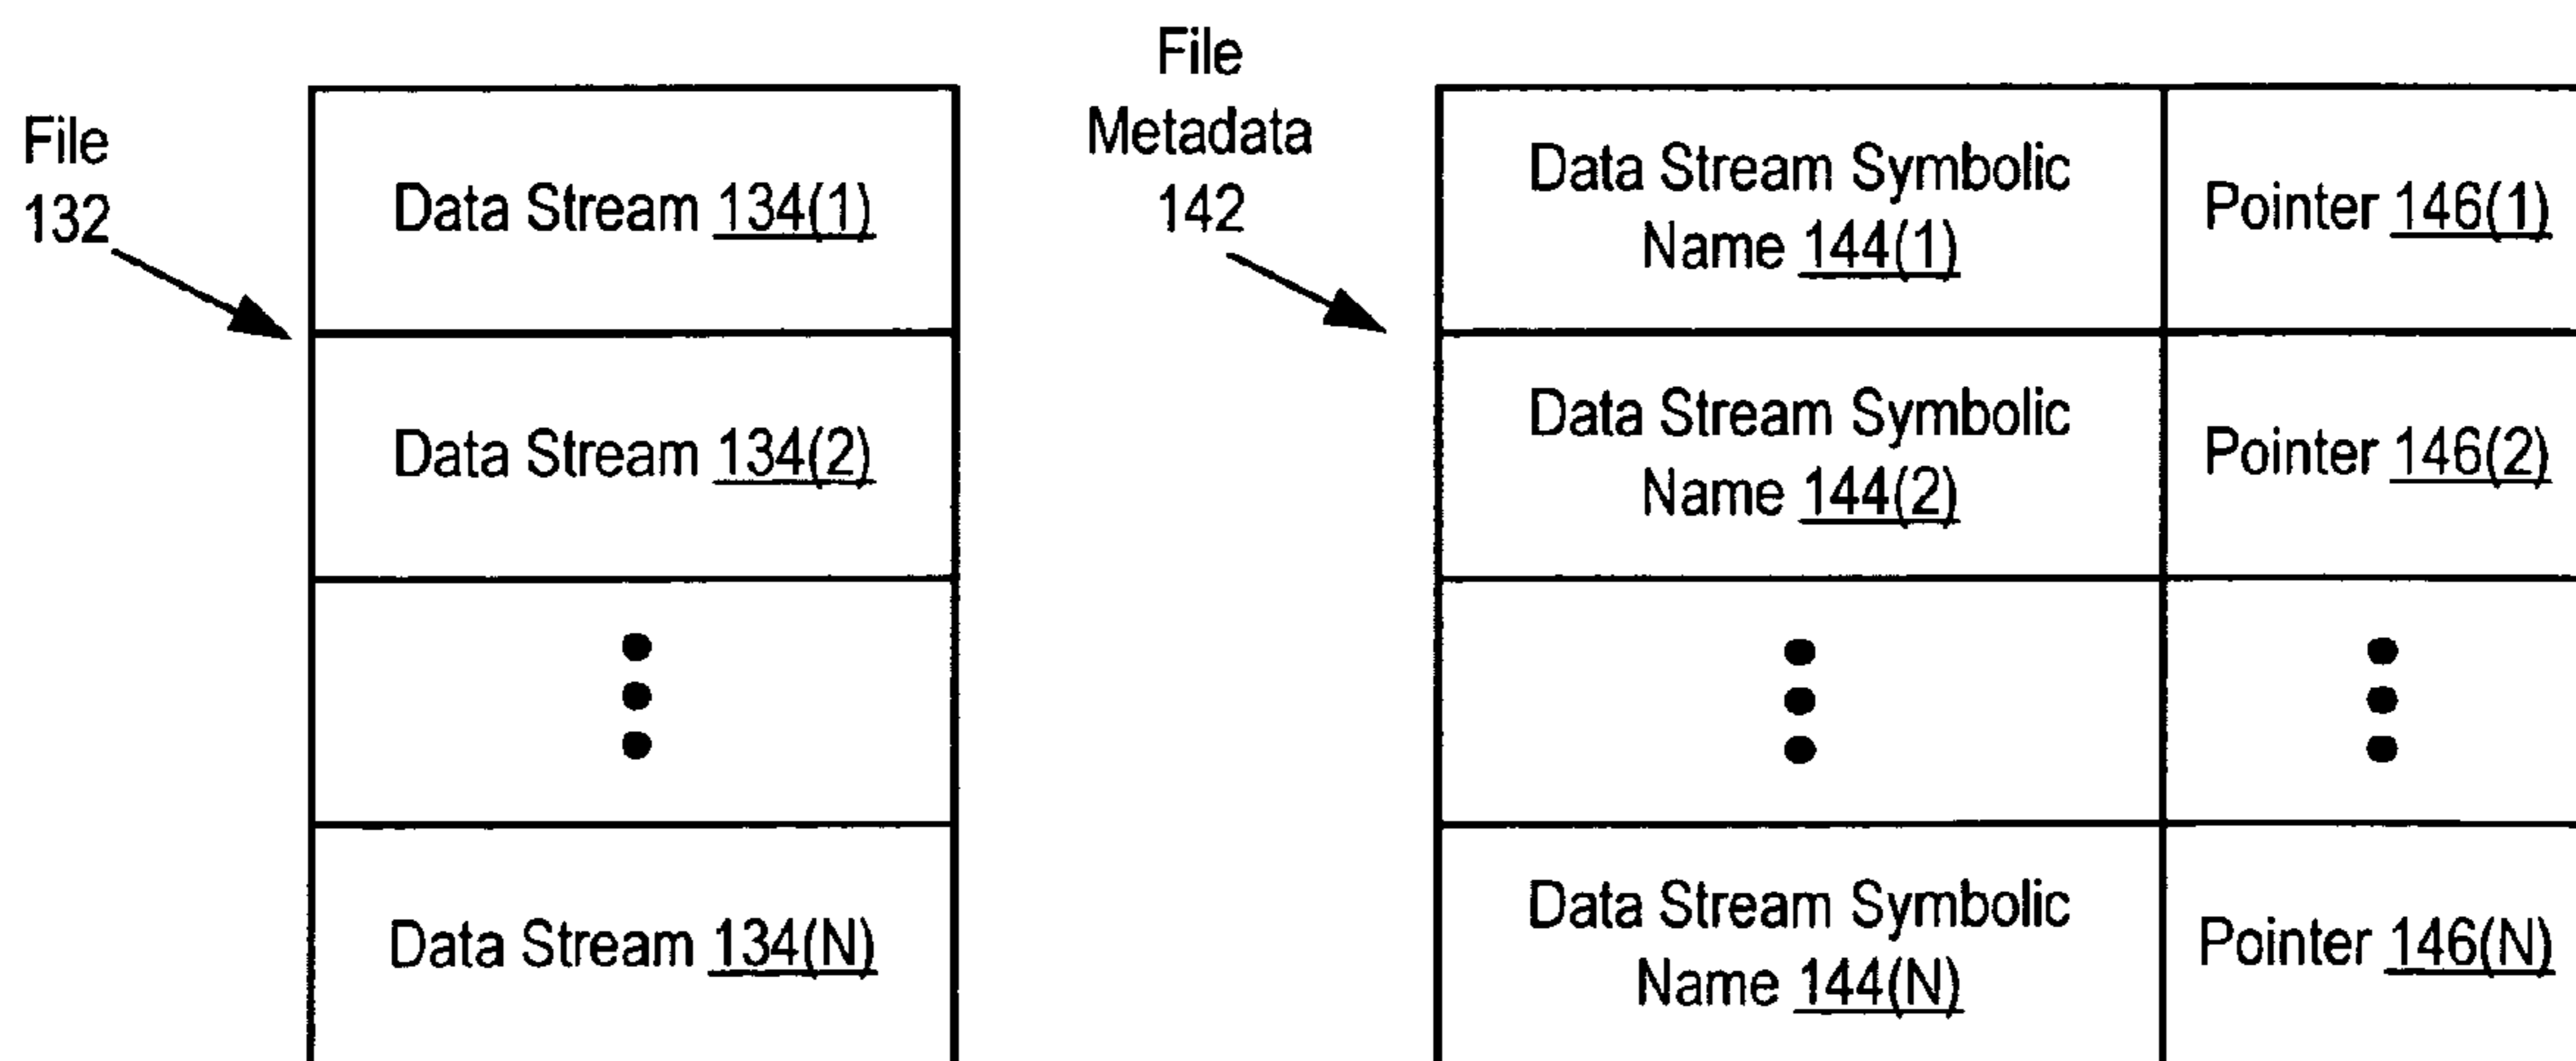 File
132
Data Stream 134(1)
Data Stream 134(2)
Data Stream 134(N)
File
Metadata
142
Data Stream Symbolic
Name 144(1)
Pointer 146(1)
Data Stream Symbolic
Name 144(2)
Pointer 146(2)
Data Stream Symbolic
Name 144(N)
Pointer 146(N)